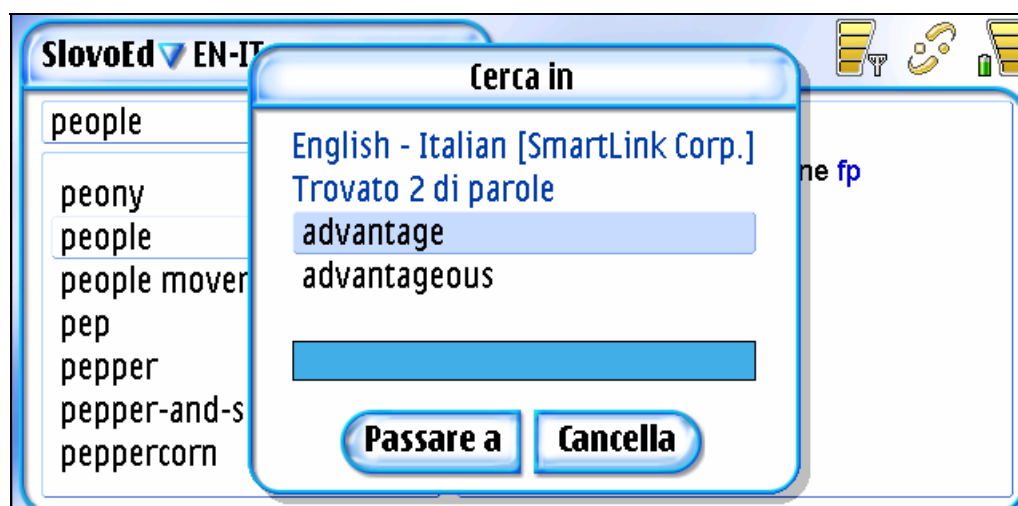 SlovoEd EN-IT
people
peony
people
people mover
pep
pepper
pepper-and-s
peppercorn
ne fp
Cerca in
English - Italian [SmartLink Corp.]
Trovato 2 di parole
advantage
advantageous
Passare a
Cancella